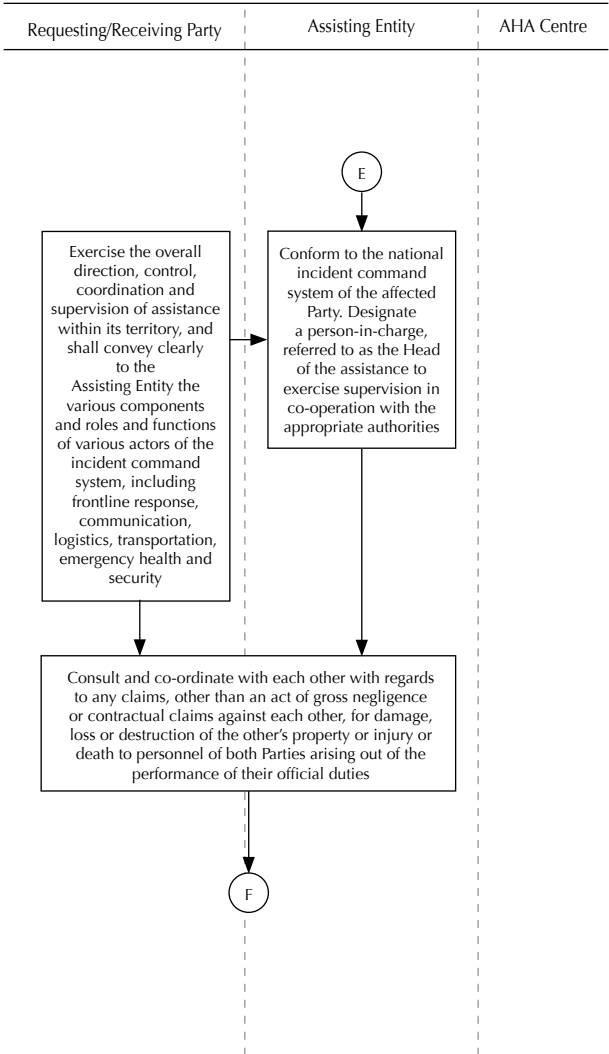 Requesting/Receiving Party
Assisting Entity
AHA Centre
E
Exercise the overall
direction, control,
coordination and
supervision of assistance
within its territory, and
shall convey clearly
to the
Assisting Entity the
various components
and roles and functions
of various actors of the
incident command
system, including
frontline response,
communication,
logistics, transportation,
emergency health and
security
Conform to the national
incident command
system of the affected
Party. Designate
a person-in-charge,
referred to as the Head
of the assistance to
exercise supervision in
co-operation with the
appropriate authorities
Consult and co-ordinate with each other with regards
to any claims, other than an act of gross negligence
or contractual claims against each other, for damage,
loss or destruction of the other’s property or injury or
death to personnel of both Parties arising out of the
performance of their official duties
F